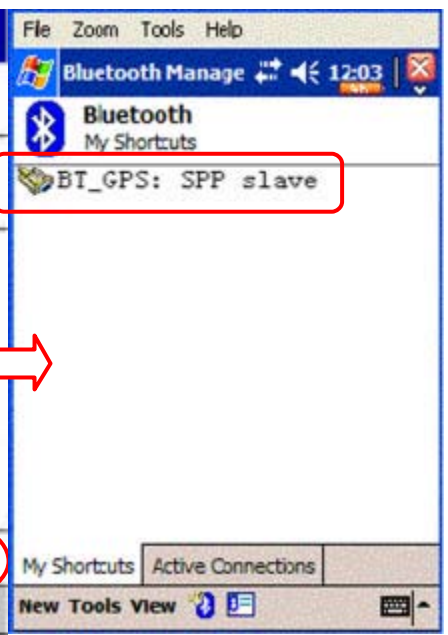 File Zoom Tools Help
Bluetooth Manage 12:03
Bluetooth
My Shortcuts
BT_GPS: SPP slave
My Shortcuts Active Connections
New Tools View